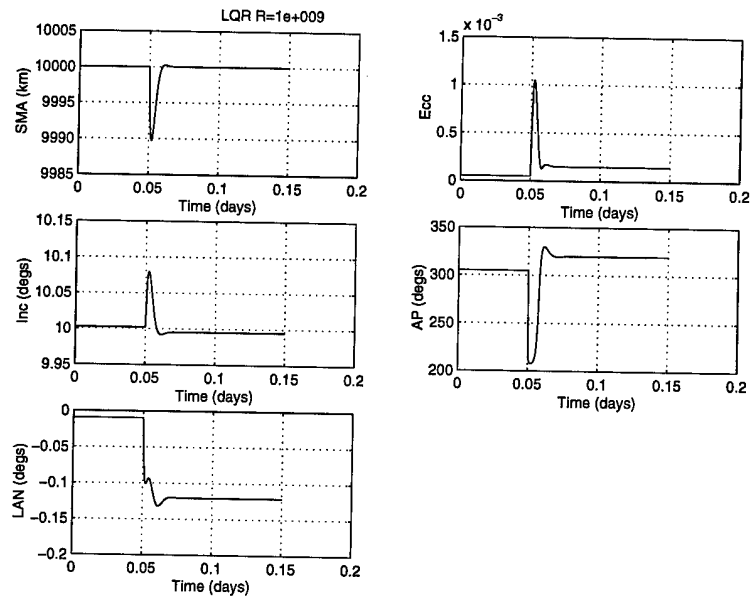 LQR R=1e+009
10005
10000
9995
9990
9985
SMA (km)
0 0.05 0.1 0.15 0.2
Time (days)
x 10⁻³
1.5
1
0.5
0
Ecc
0 0.05 0.1 0.15 0.2
Time (days)
10.15
10.1
10.05
10
9.95
Inc (degs)
0 0.05 0.1 0.15 0.2
Time (days)
350
300
250
200
AP (degs)
0 0.05 0.1 0.15 0.2
Time (days)
0
−0.05
−0.1
−0.15
−0.2
LAN (degs)
0 0.05 0.1 0.15 0.2
Time (days)